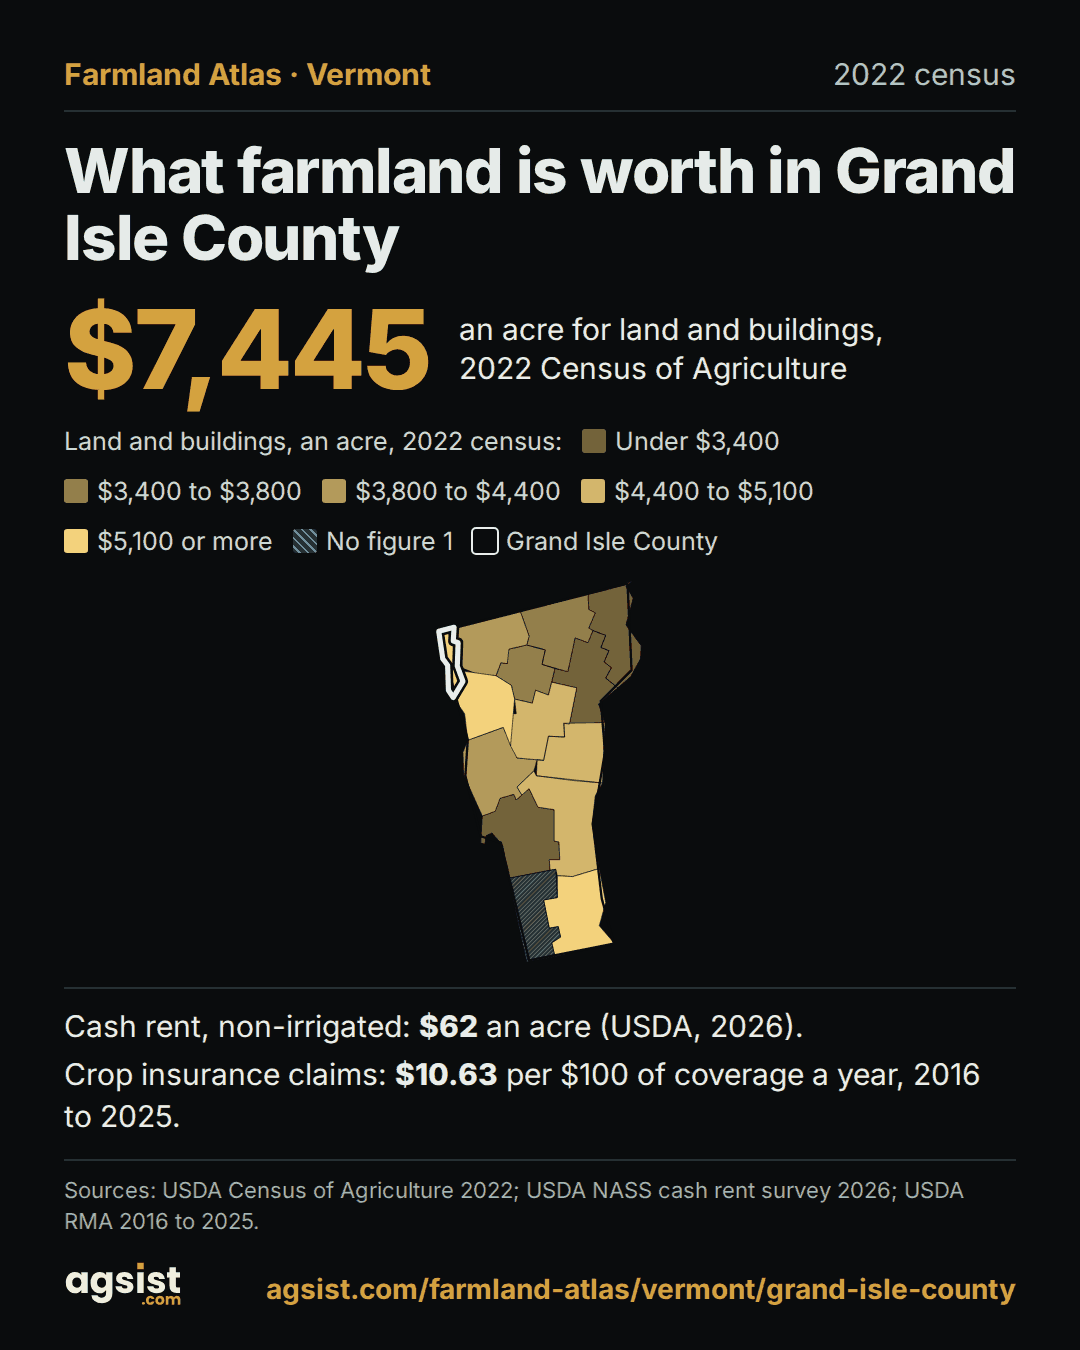 Farmland Atlas · Vermont
2022 census
What farmland is worth in Grand
Isle County
$7,445
an acre for land and buildings,
2022 Census of Agriculture
Land and buildings, an acre, 2022 census: Under $3,400
$3,400 to $3,800 $3,800 to $4,400 $4,400 to $5,100
$5,100 or more No figure 1 Grand Isle County
Cash rent, non-irrigated: $62 an acre (USDA, 2026).
Crop insurance claims: $10.63 per $100 of coverage a year, 2016
to 2025.
Sources: USDA Census of Agriculture 2022; USDA NASS cash rent survey 2026; USDA
RMA 2016 to 2025.
agsist
.com
agsist.com/farmland-atlas/vermont/grand-isle-county